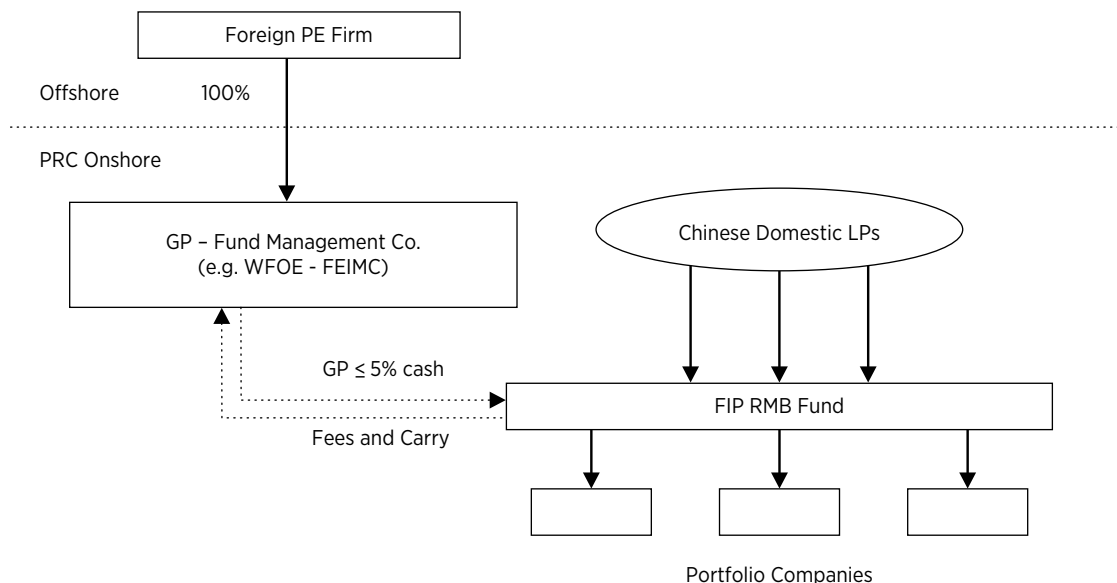 Foreign PE Firm
Offshore
100%
PRC Onshore
GP – Fund Management Co.
(e.g. WFOE - FEIMC)
Chinese Domestic LPs
GP ≤ 5% cash
FIP RMB Fund
Fees and Carry
Portfolio Companies